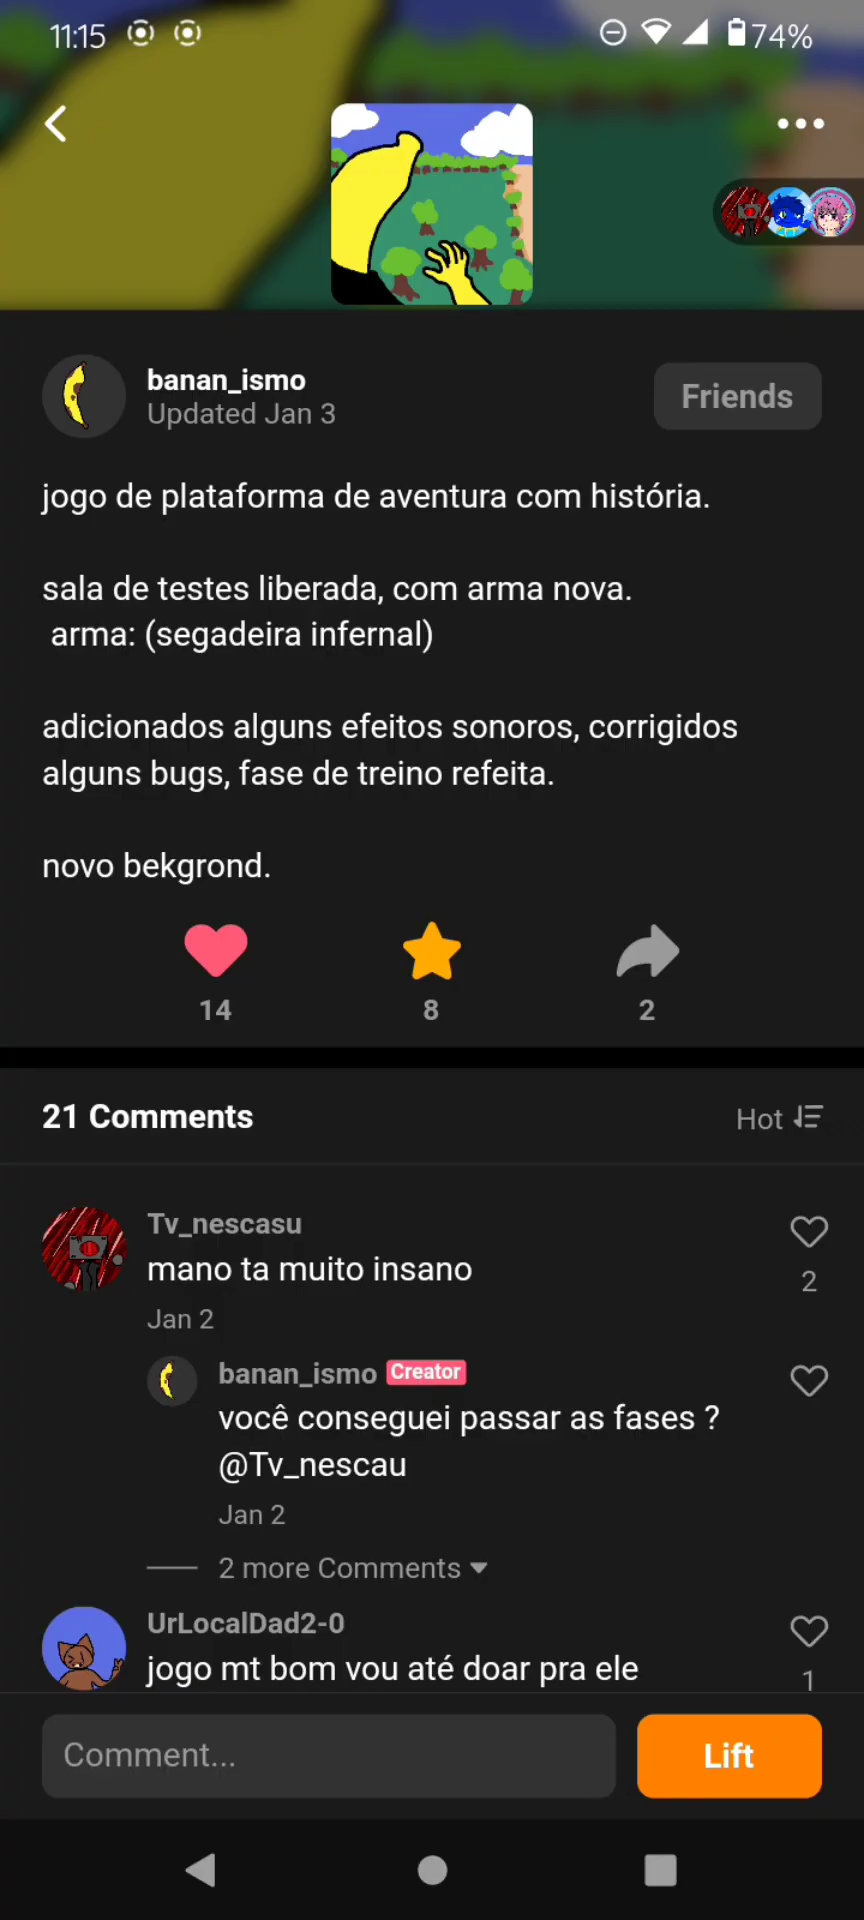 11:15
74%
banan_ismo
Updated Jan 3
Friends
jogo de plataforma de aventura com história.
sala de testes liberada, com arma nova.
arma: (segadeira infernal)
adicionados alguns efeitos sonoros, corrigidos
alguns bugs, fase de treino refeita.
novo bekgrond.
14
8
2
21 Comments
Hot
Tv_nescasu
mano ta muito insano
2
Jan 2
banan_ismo Creator
você conseguei passar as fases ?
@Tv_nescau
Jan 2
2 more Comments
UrLocalDad2-0
jogo mt bom vou até doar pra ele
1
Comment...
Lift